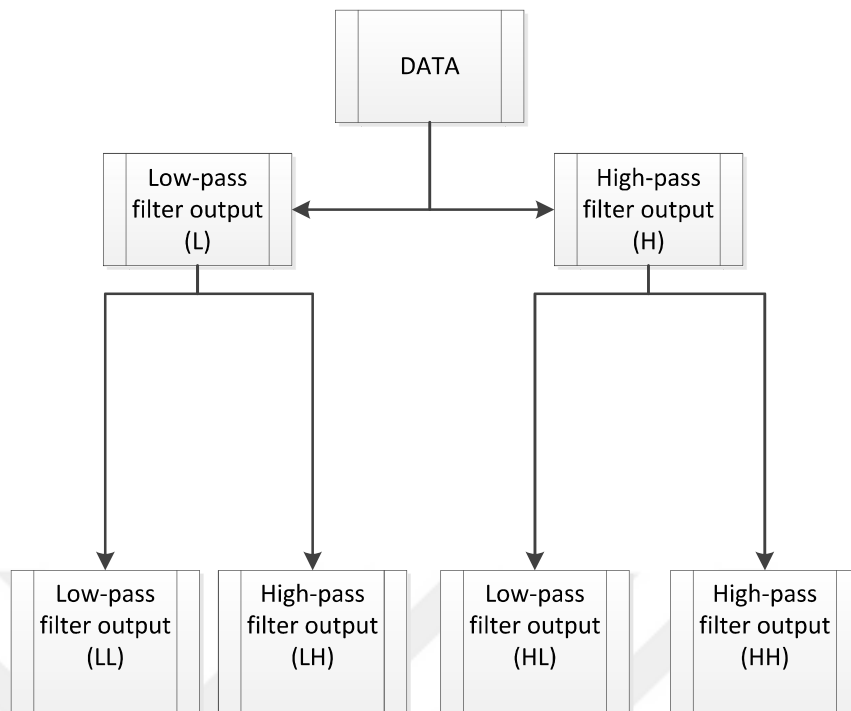 DATA
Low-pass
filter output
(L)
High-pass
filter output
(H)
Low-pass
filter output
(LL)
High-pass
filter output
(LH)
Low-pass
filter output
(HL)
High-pass
filter output
(HH)